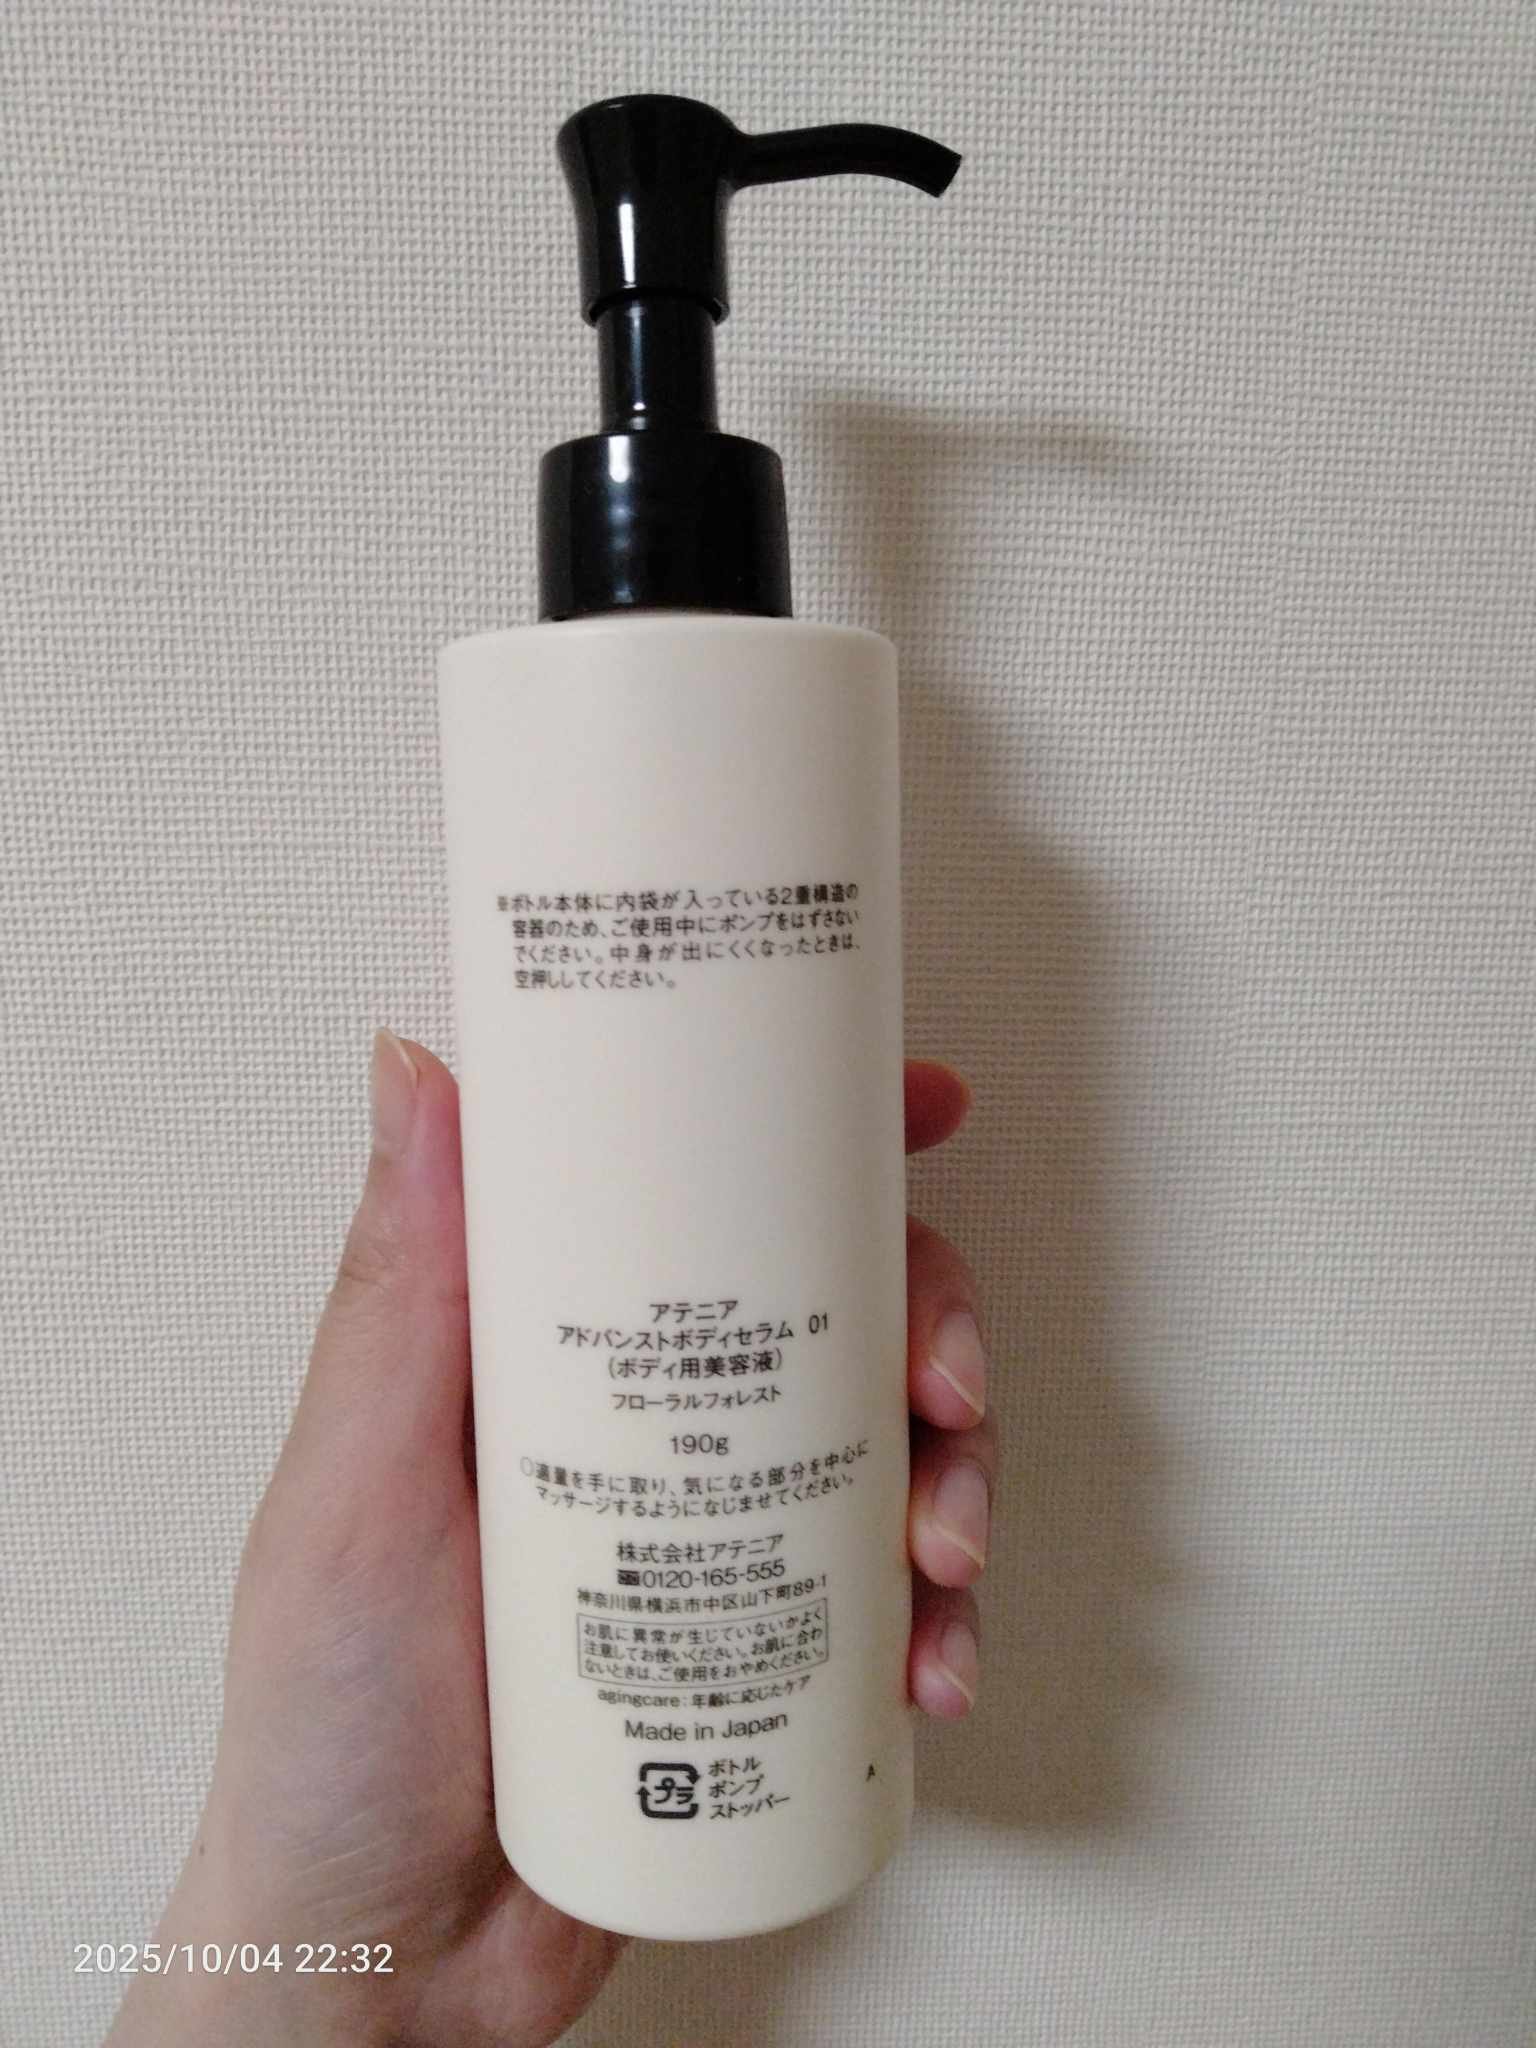 ※ボトル本体に内袋が入っている2重構造の
容器のため、ご使用中にポンプをはずさない
でください。中身が出にくくなったときは、
空押ししてください。
アテニア
アドバンストボディセラム 01
(ボディ用美容液)
フローラルフォレスト
190g
○適量を手に取り、気になる部分を中心に
マッサージするようになじませてください。
株式会社アテニア
0120-165-555
神奈川県横浜市中区山下町89-1
お肌に異常が生じていないかよく
注意してお使いください。お肌に合わ
ないときは、ご使用をおやめください。
agingcare:年齢に応じたケア
Made in Japan
プラ
ボトル
ポンプ
ストッパー
A
2025/10/04 22:32